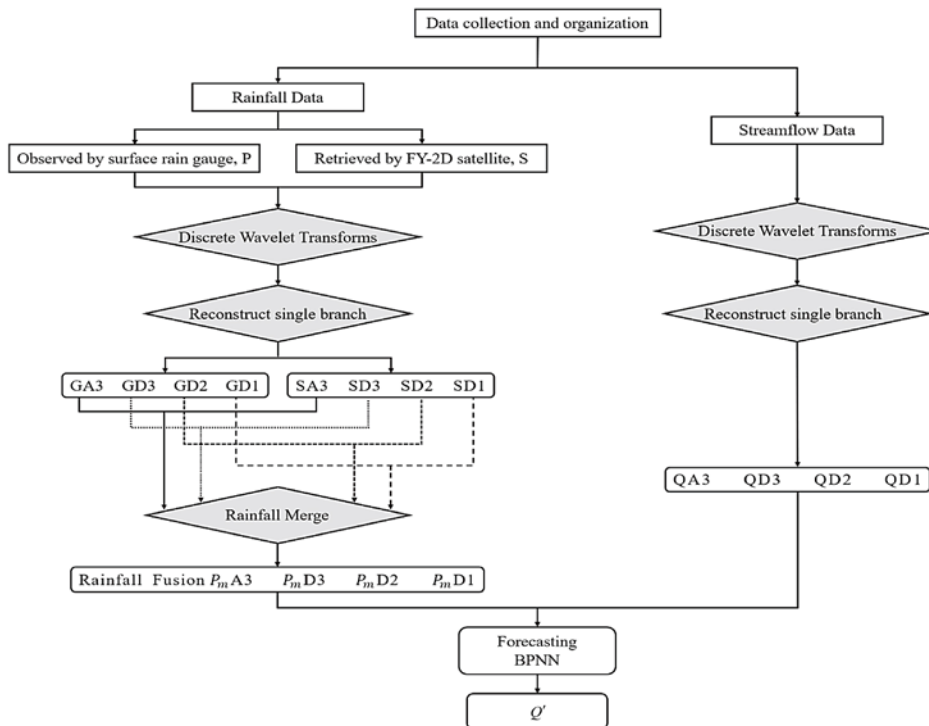 Data collection and organization
Rainfall Data
Streamflow Data
Observed by surface rain gauge, P
Retrieved by FY-2D satellite, S
Discrete Wavelet Transforms
Discrete Wavelet Transforms
Reconstruct single branch
Reconstruct single branch
GA3 GD3 GD2 GD1
SA3 SD3 SD2 SD1
QA3 QD3 QD2 QD1
Rainfall Merge
Rainfall Fusion PₘA3 PₘD3 PₘD2 PₘD1
Forecasting
BPNN
Q′